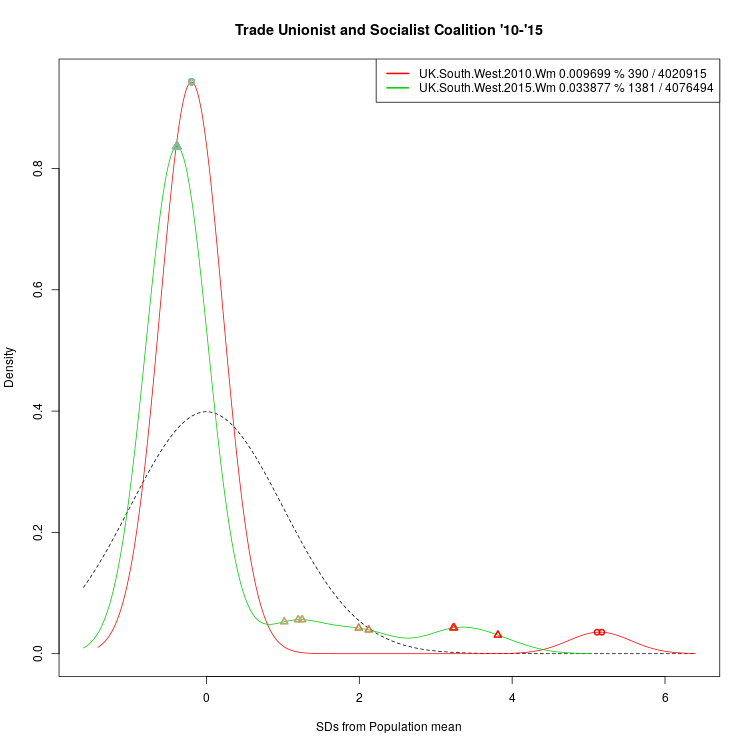 Trade Unionist and Socialist Coalition '10-'15
UK.South.West.2010.Wm 0.009699 % 390 / 4020915
UK.South.West.2015.Wm 0.033877 % 1381 / 4076494
Density
0.8
0.6
0.4
0.2
0.0
0 2 4 6
SDs from Population mean